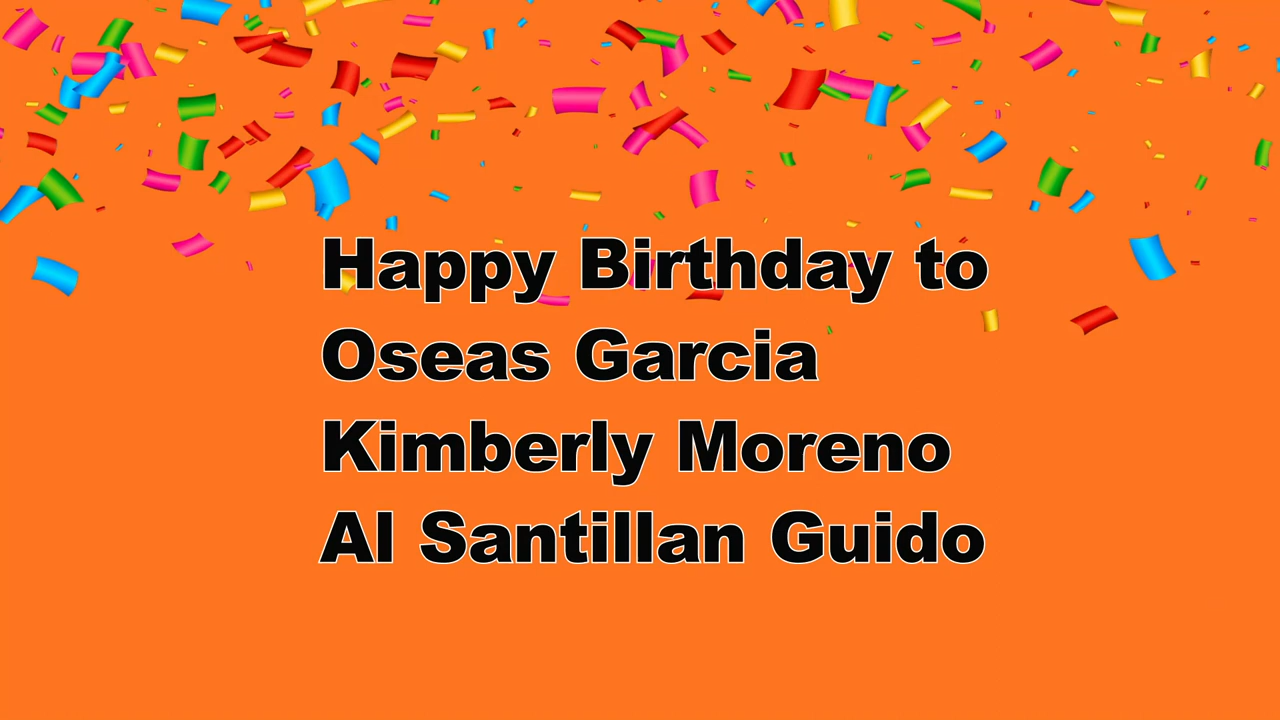 Happy Birthday to
Oseas Garcia
Kimberly Moreno
Al Santillan Guido